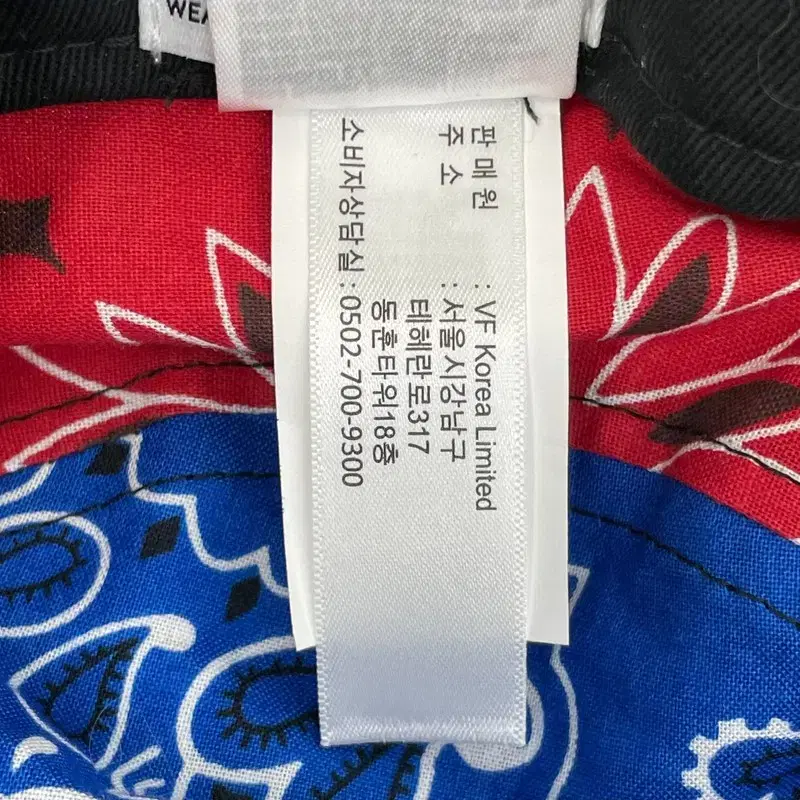 WEA
판매원 : VF Korea Limited
주소 : 서울시강남구
테헤란로317
동훈타워18층
소비자상담실 : 0502-700-9300